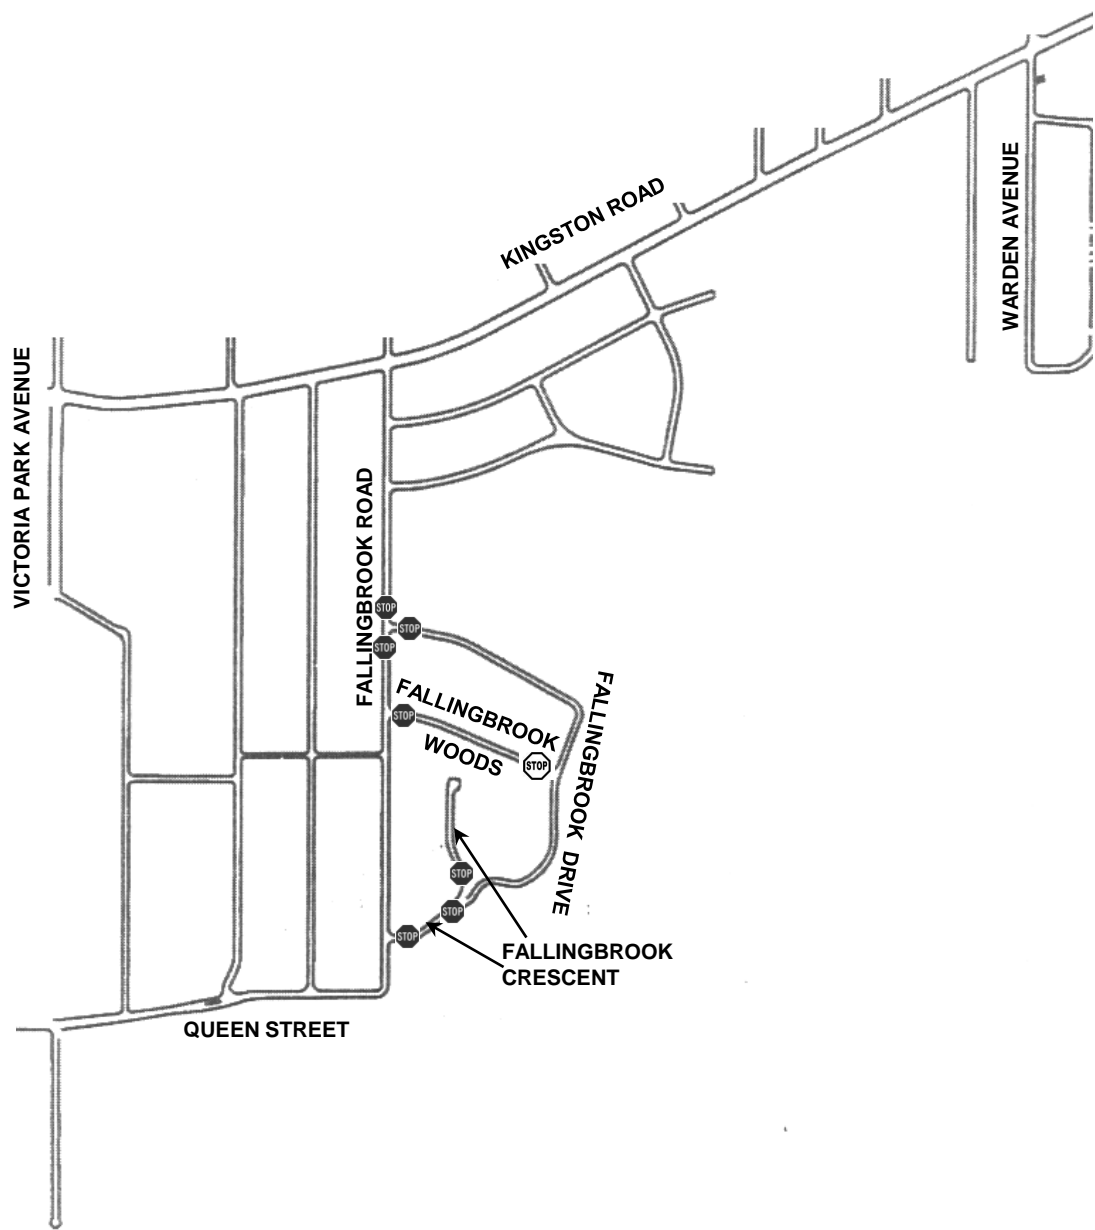 KINGSTON ROAD
WARDEN AVENUE
VICTORIA PARK AVENUE
FALLINGBROOK ROAD
STOP
STOP
STOP
FALLINGBROOK
WOODS
STOP
STOP
FALLINGBROOK DRIVE
STOP
STOP
STOP
FALLINGBROOK
CRESCENT
QUEEN STREET